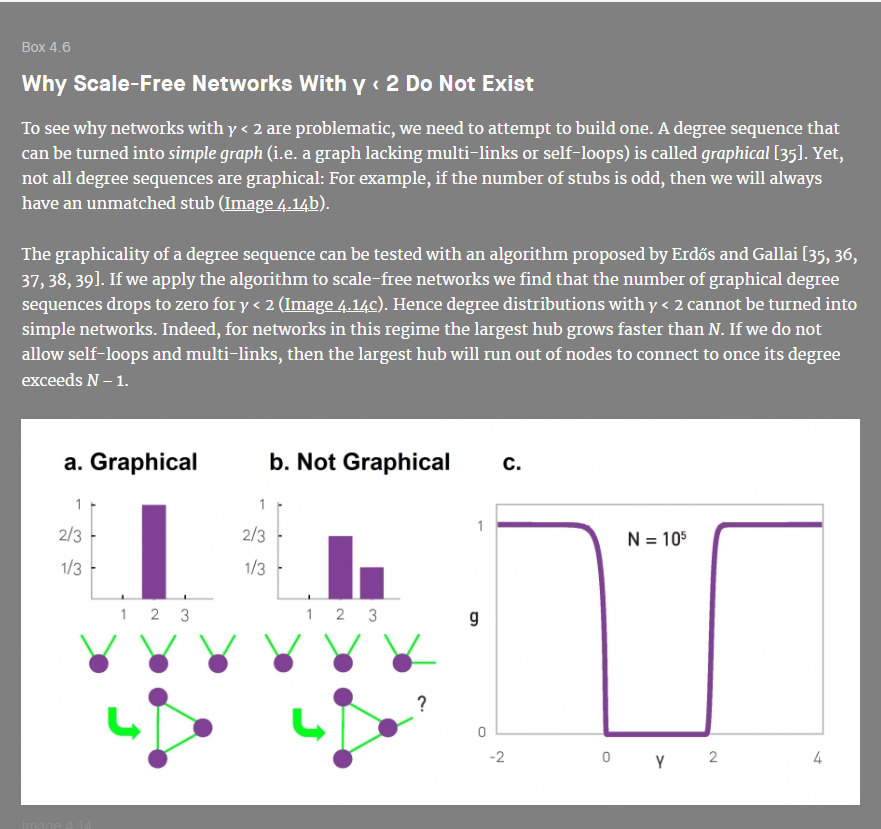 Box 4.6
Why Scale-Free Networks With γ ‹ 2 Do Not Exist
To see why networks with γ < 2 are problematic, we need to attempt to build one. A degree sequence that
can be turned into simple graph (i.e. a graph lacking multi-links or self-loops) is called graphical [35]. Yet,
not all degree sequences are graphical: For example, if the number of stubs is odd, then we will always
have an unmatched stub (Image 4.14b).
The graphicality of a degree sequence can be tested with an algorithm proposed by Erdős and Gallai [35, 36,
37, 38, 39]. If we apply the algorithm to scale-free networks we find that the number of graphical degree
sequences drops to zero for γ < 2 (Image 4.14c). Hence degree distributions with γ < 2 cannot be turned into
simple networks. Indeed, for networks in this regime the largest hub grows faster than N. If we do not
allow self-loops and multi-links, then the largest hub will run out of nodes to connect to once its degree
exceeds N – 1.
a. Graphical
1
2/3
1/3
1 2 3
b. Not Graphical
1
2/3
1/3
1 2 3
?
c.
1
N = 10⁵
g
0
-2 0 2 4
γ
Image 4.14